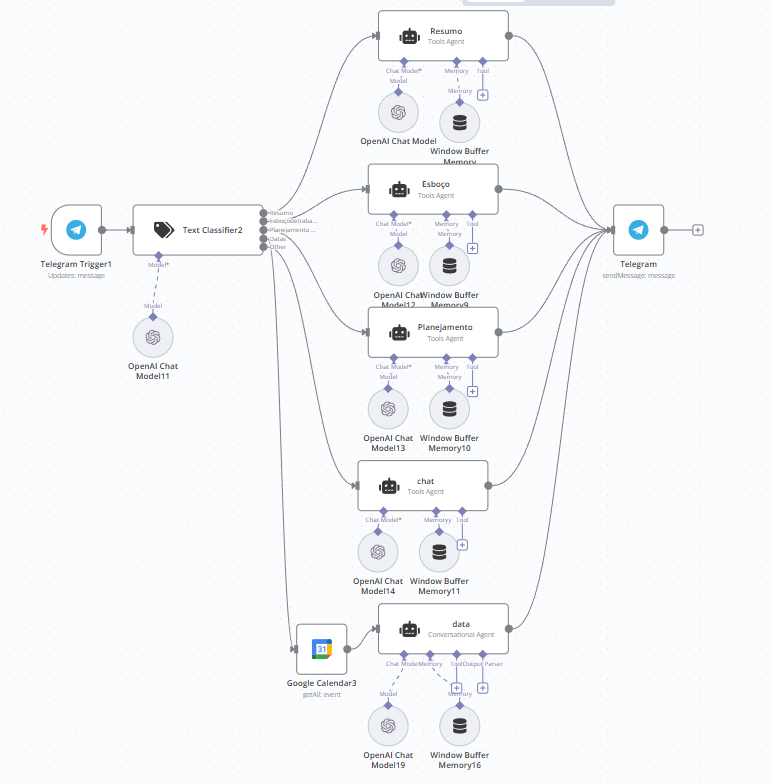 Resumo
Tools Agent
Chat Model*
Memory
Tool
Model
Memory
OpenAI Chat Model
Window Buffer
Memory
Esboço
Tools Agent
Chat Model*
Memory
Tool
Model
Memory
OpenAI Chat
Model12
Window Buffer
Memory9
Telegram Trigger1
Updates: message
Text Classifier2
Resumo
Esboçodetraba...
Planejamento ...
Datas
Other
Model*
Model
OpenAI Chat
Model11
Telegram
sendMessage: message
Planejamento
Tools Agent
Chat Model*
Memory
Tool
Model
Memory
OpenAI Chat
Model13
Window Buffer
Memory10
chat
Tools Agent
Chat Model*
Memory
Tool
OpenAI Chat
Model14
Window Buffer
Memory11
31
Google Calendar3
getAll: event
data
Conversational Agent
Chat Model
Memory
Tool
Output Parser
Model
Memory
OpenAI Chat
Model19
Window Buffer
Memory16